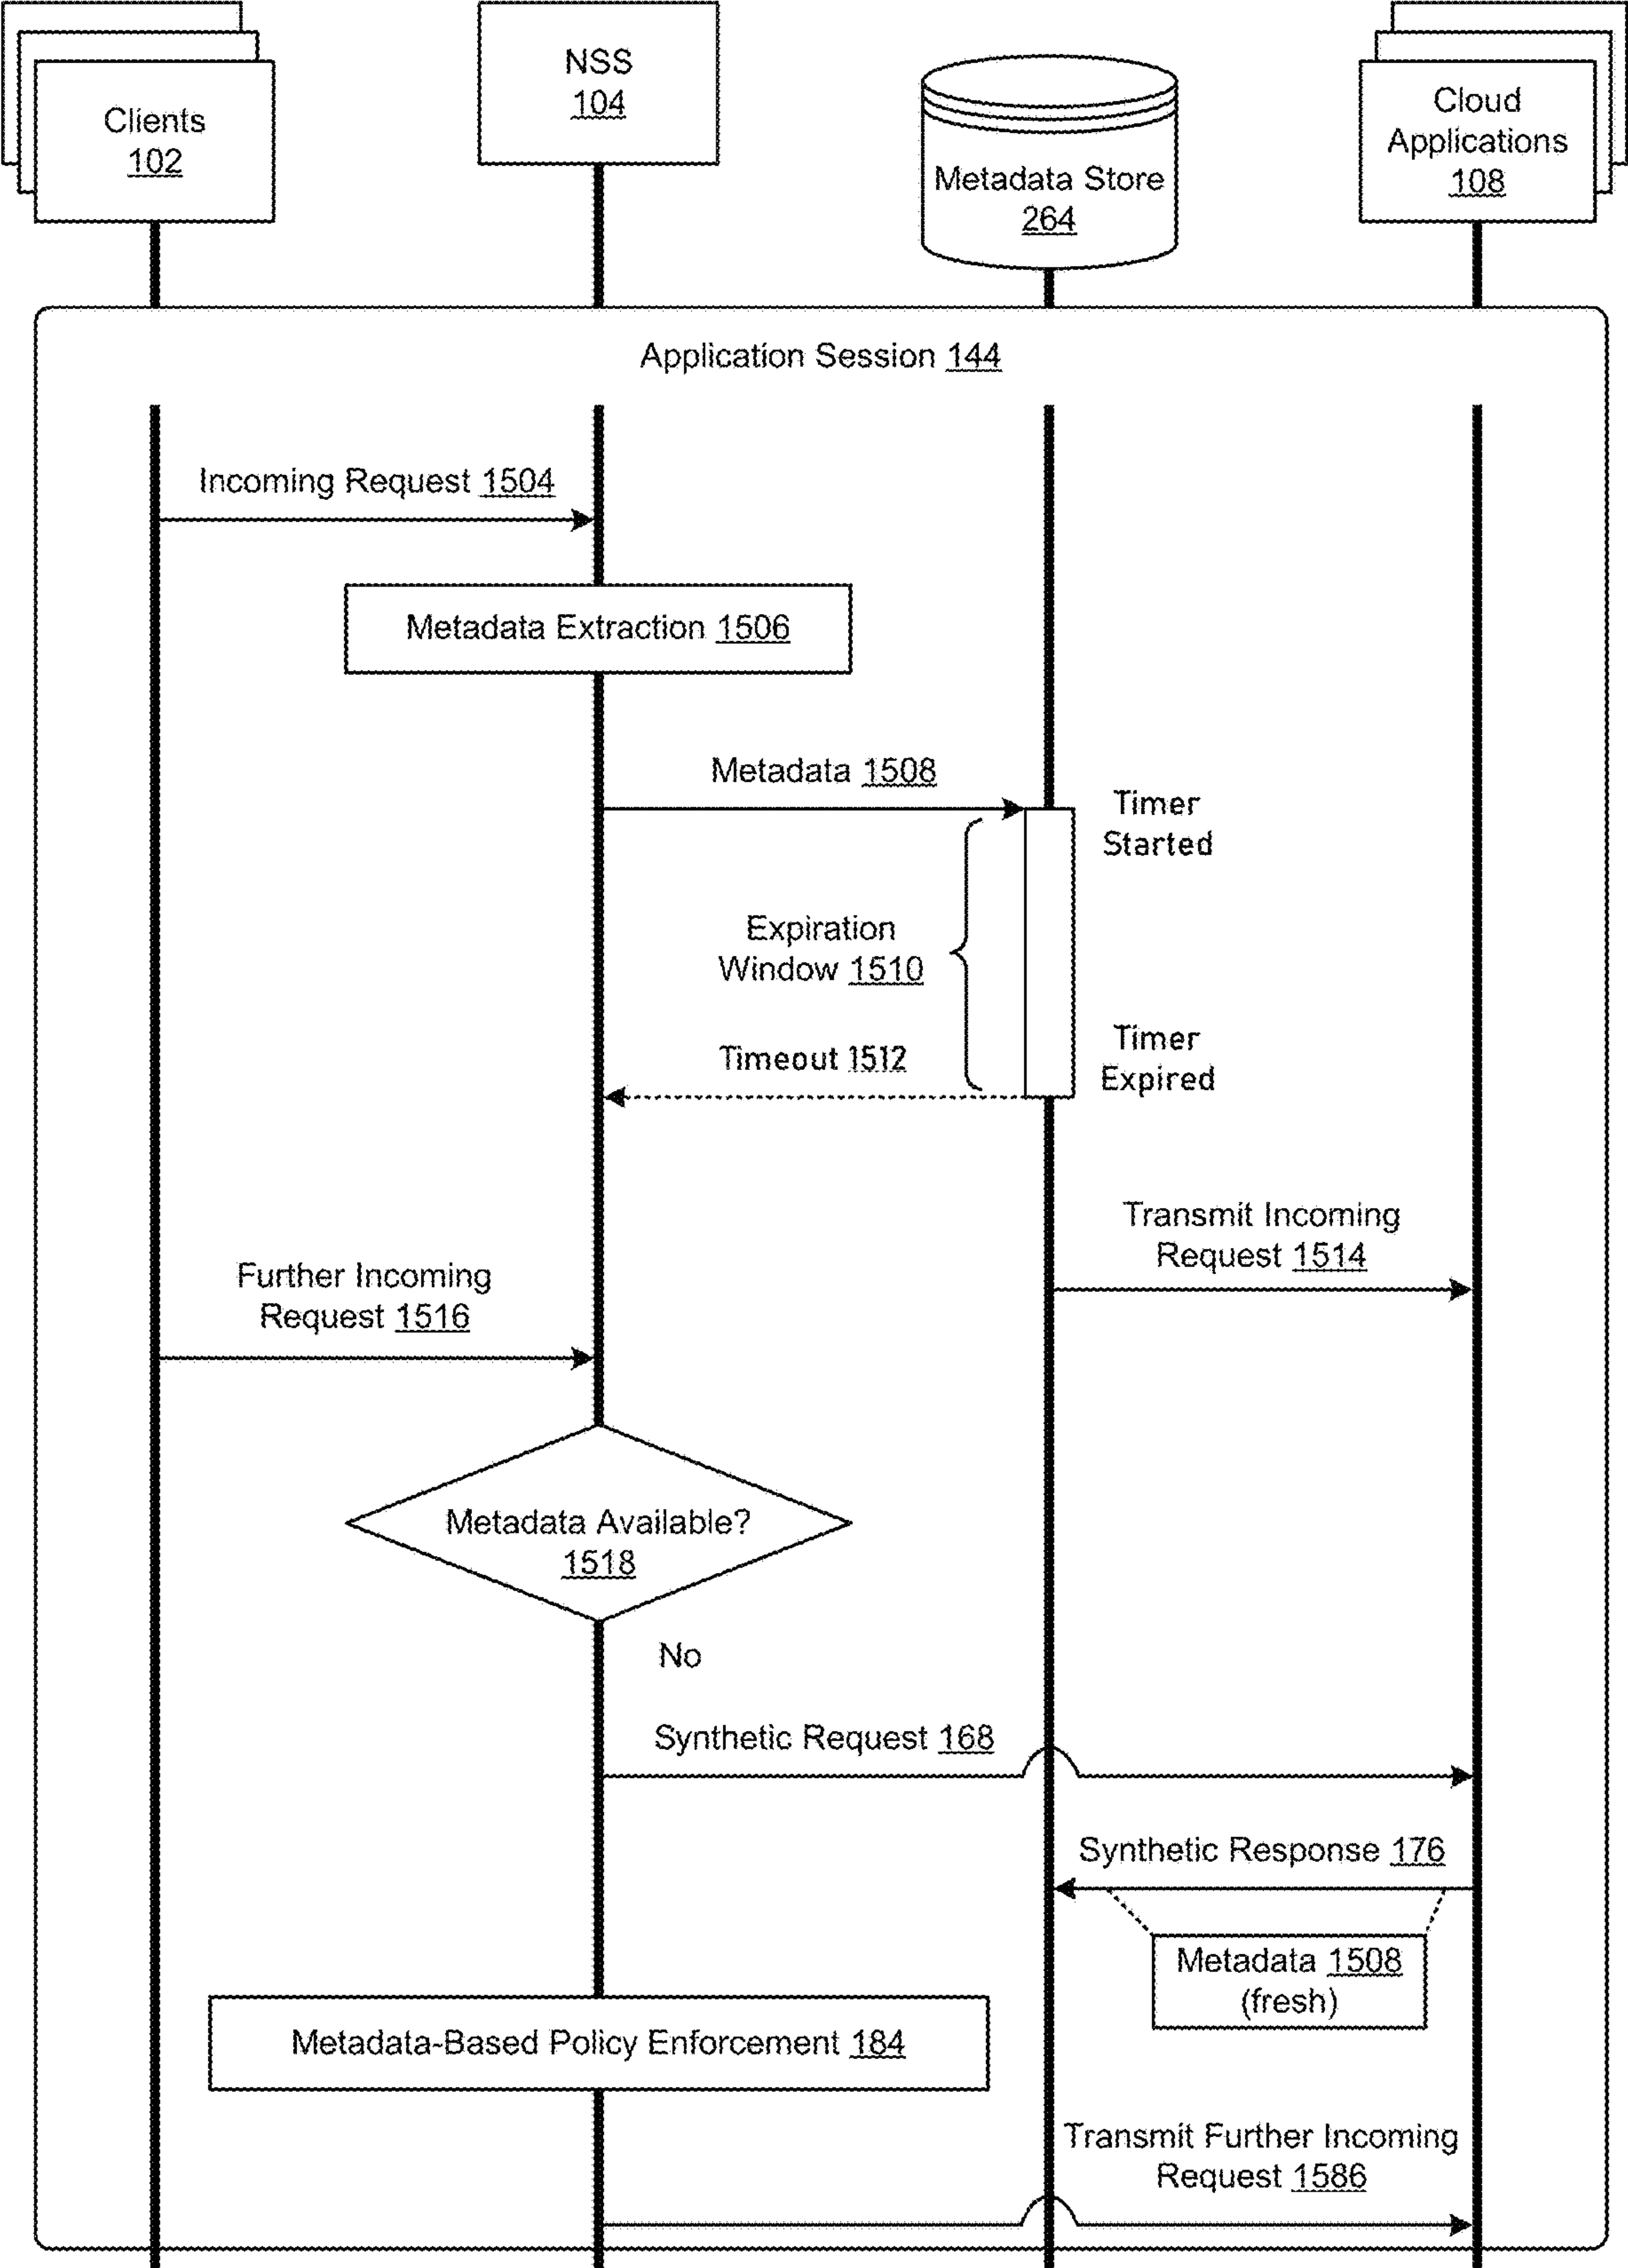 Clients
102
NSS
104
Metadata Store
264
Cloud
Applications
108
Application Session 144
Incoming Request 1504
Metadata Extraction 1506
Metadata 1508
Timer
Started
Expiration
Window 1510
Timer
Expired
Timeout 1512
Transmit Incoming
Request 1514
Further Incoming
Request 1516
Metadata Available?
1518
No
Synthetic Request 168
Synthetic Response 176
Metadata 1508
(fresh)
Metadata-Based Policy Enforcement 184
Transmit Further Incoming
Request 1586